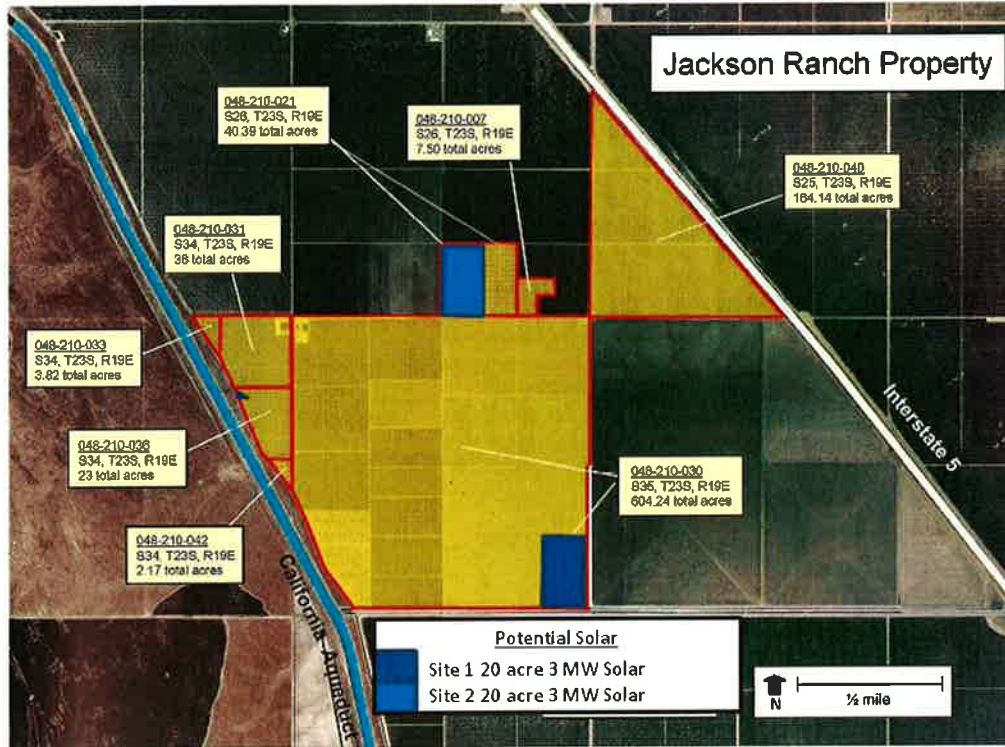 Jackson Ranch Property
048-210-021
S26, T23S, R19E
40.39 total acres
048-210-007
S26, T23S, R19E
7.50 total acres
048-210-040
S25, T23S, R19E
164.14 total acres
048-210-031
S34, T23S, R19E
36 total acres
048-210-033
S34, T23S, R19E
3.82 total acres
048-210-036
S34, T23S, R19E
23 total acres
048-210-030
S35, T23S, R19E
604.24 total acres
048-210-042
S34, T23S, R19E
2.17 total acres
Interstate 5
California Aqueduct
Potential Solar
Site 1 20 acre 3 MW Solar
Site 2 20 acre 3 MW Solar
N
½ mile